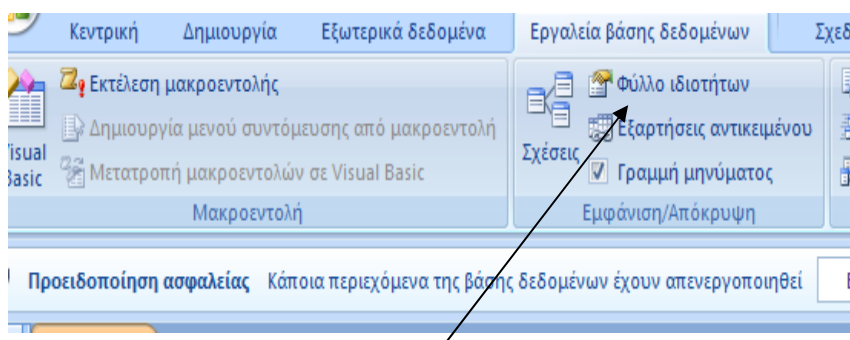 Κεντρική Δημιουργία Εξωτερικά δεδομένα Εργαλεία βάσης δεδομένων Σχεδ
Εκτέλεση μακροεντολής
Δημιουργία μενού συντόμευσης από μακροεντολή
Μετατροπή μακροεντολών σε Visual Basic
isual
Basic
Μακροεντολή
Σχέσεις
Φύλλο ιδιοτήτων
Εξαρτήσεις αντικειμένου
Γραμμή μηνύματος
Εμφάνιση/Απόκρυψη
Προειδοποίηση ασφαλείας Κάποια περιεχόμενα της βάσης δεδομένων έχουν απενεργοποιηθεί